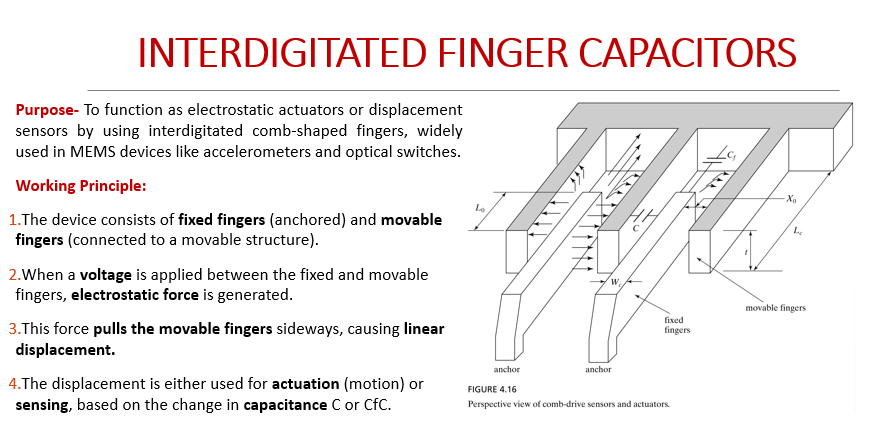 INTERDIGITATED FINGER CAPACITORS
Purpose- To function as electrostatic actuators or displacement
sensors by using interdigitated comb-shaped fingers, widely
used in MEMS devices like accelerometers and optical switches.
Working Principle:
1.The device consists of fixed fingers (anchored) and movable
fingers (connected to a movable structure).
2.When a voltage is applied between the fixed and movable
fingers, electrostatic force is generated.
3.This force pulls the movable fingers sideways, causing linear
displacement.
4.The displacement is either used for actuation (motion) or
sensing, based on the change in capacitance C or CfC.
Cf
L0
X0
C
Lc
t
Wc
movable fingers
fixed
fingers
anchor
anchor
FIGURE 4.16
Perspective view of comb-drive sensors and actuators.